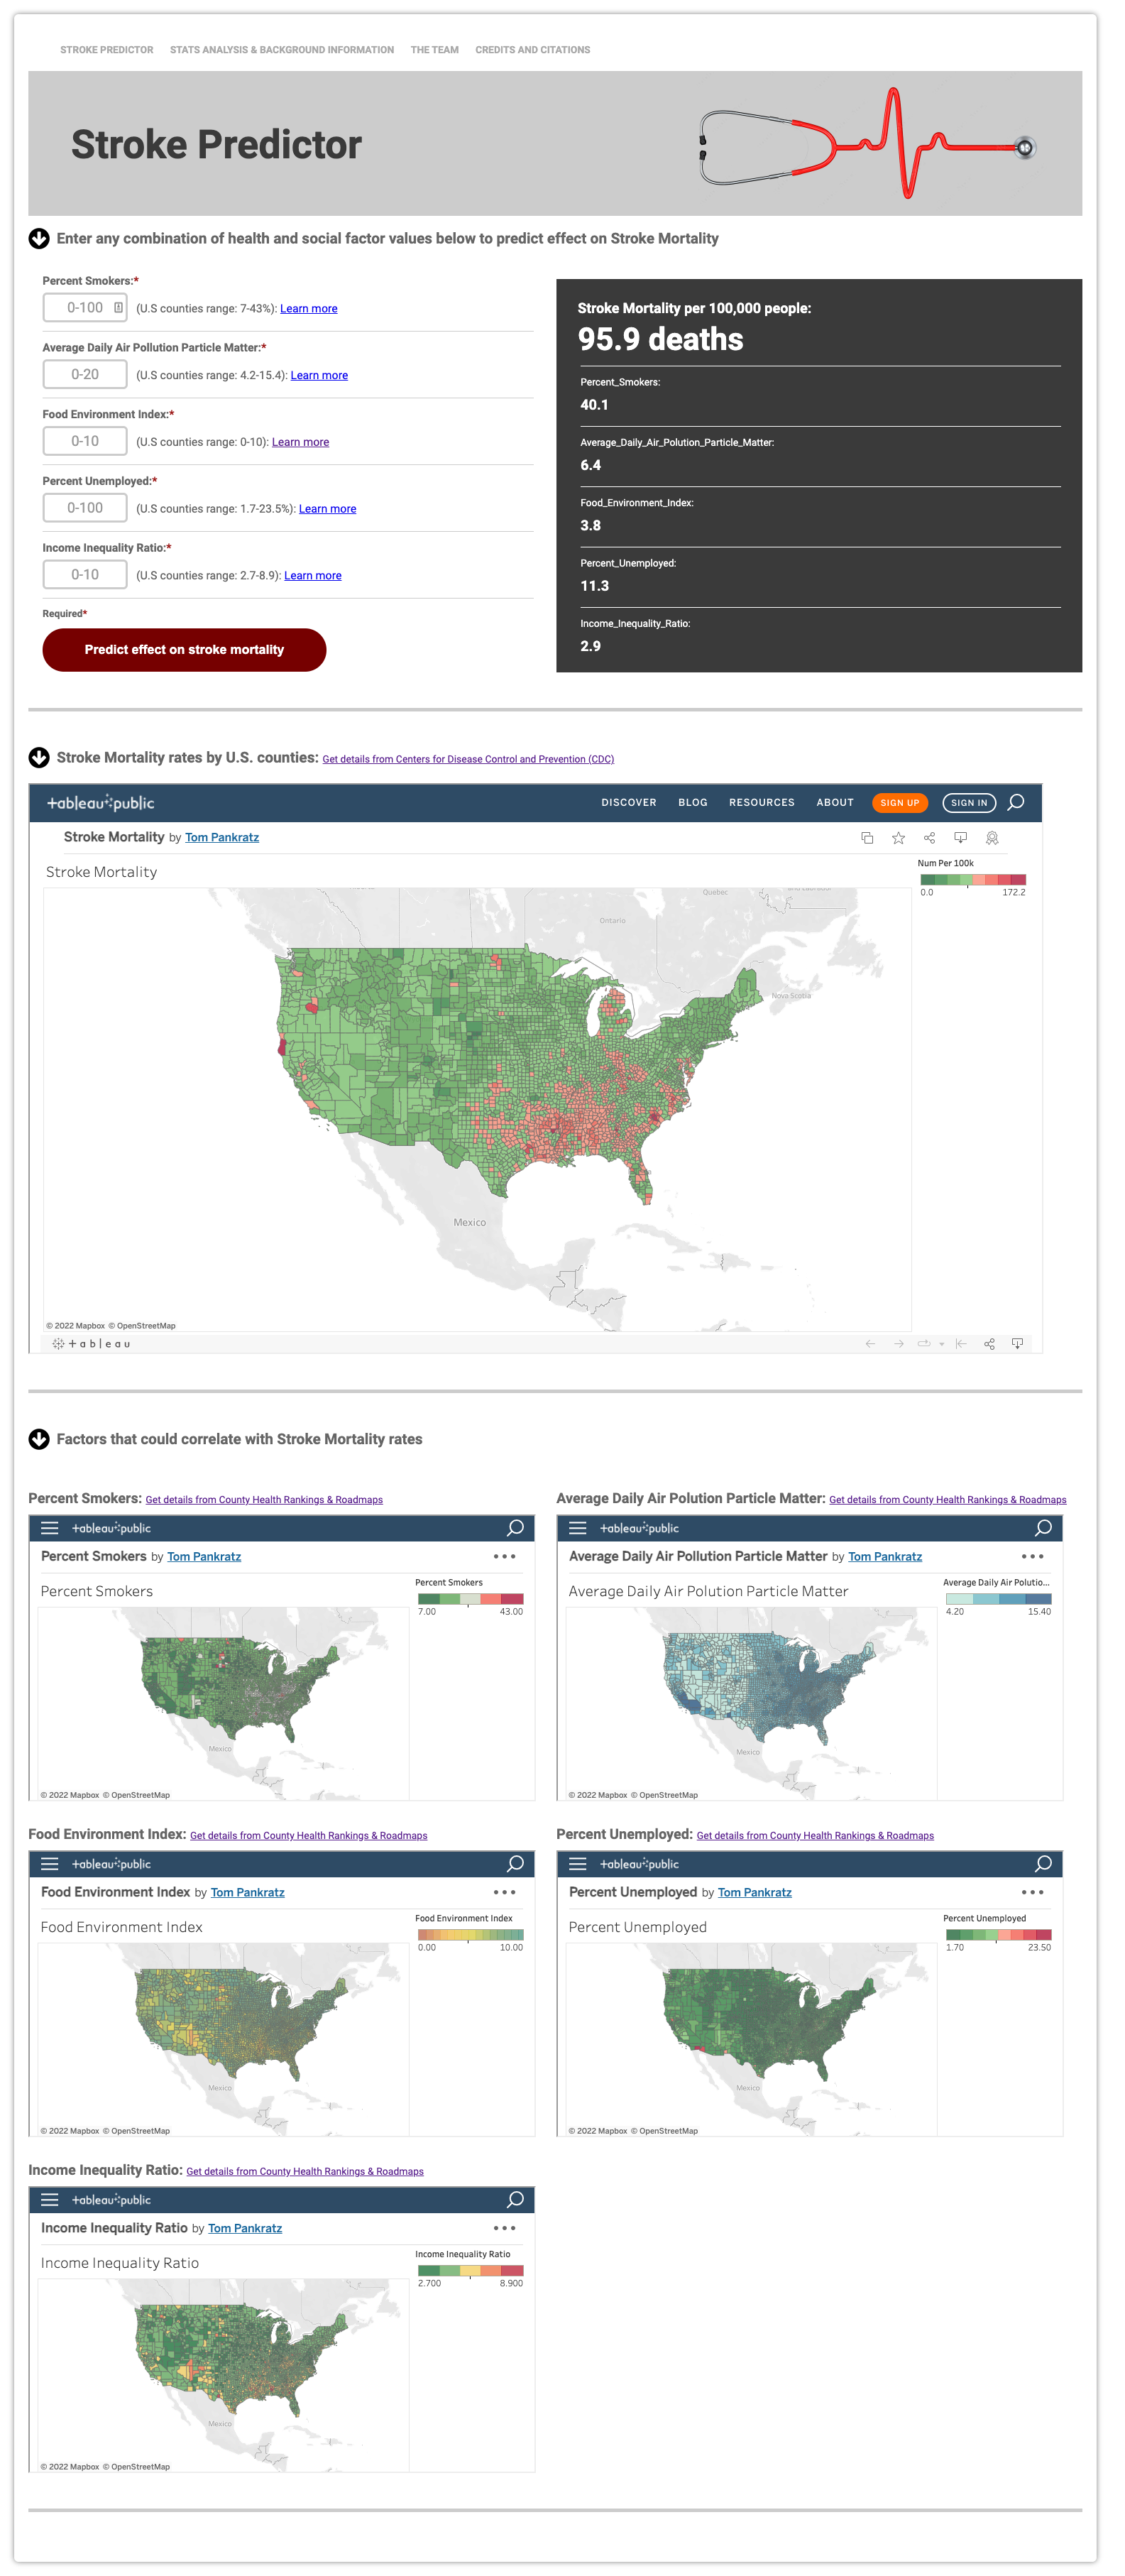 STROKE PREDICTOR STATS ANALYSIS & BACKGROUND INFORMATION THE TEAM CREDITS AND CITATIONS
Stroke Predictor
Enter any combination of health and social factor values below to predict effect on Stroke Mortality
Percent Smokers:*
0-100 (U.S counties range: 7-43%): Learn more
Average Daily Air Pollution Particle Matter:*
0-20 (U.S counties range: 4.2-15.4): Learn more
Food Environment Index:*
0-10 (U.S counties range: 0-10): Learn more
Percent Unemployed:*
0-100 (U.S counties range: 1.7-23.5%): Learn more
Income Inequality Ratio:*
0-10 (U.S counties range: 2.7-8.9): Learn more
Required*
Predict effect on stroke mortality
Stroke Mortality per 100,000 people:
95.9 deaths
Percent_Smokers:
40.1
Average_Daily_Air_Polution_Particle_Matter:
6.4
Food_Environment_Index:
3.8
Percent_Unemployed:
11.3
Income_Inequality_Ratio:
2.9
Stroke Mortality rates by U.S. counties: Get details from Centers for Disease Control and Prevention (CDC)
+ableau public DISCOVER BLOG RESOURCES ABOUT SIGN UP SIGN IN
Stroke Mortality by Tom Pankratz
Stroke Mortality
Num Per 100k
0.0 172.2
Quebec
Ontario
Nova Scotia
Mexico
© 2022 Mapbox © OpenStreetMap
+ a b | e a u
Factors that could correlate with Stroke Mortality rates
Percent Smokers: Get details from County Health Rankings & Roadmaps
+ableau public
Percent Smokers by Tom Pankratz
Percent Smokers
Percent Smokers
7.00 43.00
Mexico
© 2022 Mapbox © OpenStreetMap
Average Daily Air Polution Particle Matter: Get details from County Health Rankings & Roadmaps
+ableau public
Average Daily Air Pollution Particle Matter by Tom Pankratz
Average Daily Air Polution Particle Matter
Average Daily Air Polutio...
4.20 15.40
Mexico
© 2022 Mapbox © OpenStreetMap
Food Environment Index: Get details from County Health Rankings & Roadmaps
+ableau public
Food Environment Index by Tom Pankratz
Food Environment Index
Food Environment Index
0.00 10.00
Mexico
© 2022 Mapbox © OpenStreetMap
Percent Unemployed: Get details from County Health Rankings & Roadmaps
+ableau public
Percent Unemployed by Tom Pankratz
Percent Unemployed
Percent Unemployed
1.70 23.50
Mexico
© 2022 Mapbox © OpenStreetMap
Income Inequality Ratio: Get details from County Health Rankings & Roadmaps
+ableau public
Income Inequality Ratio by Tom Pankratz
Income Inequality Ratio
Income Inequality Ratio
2.700 8.900
Mexico
© 2022 Mapbox © OpenStreetMap